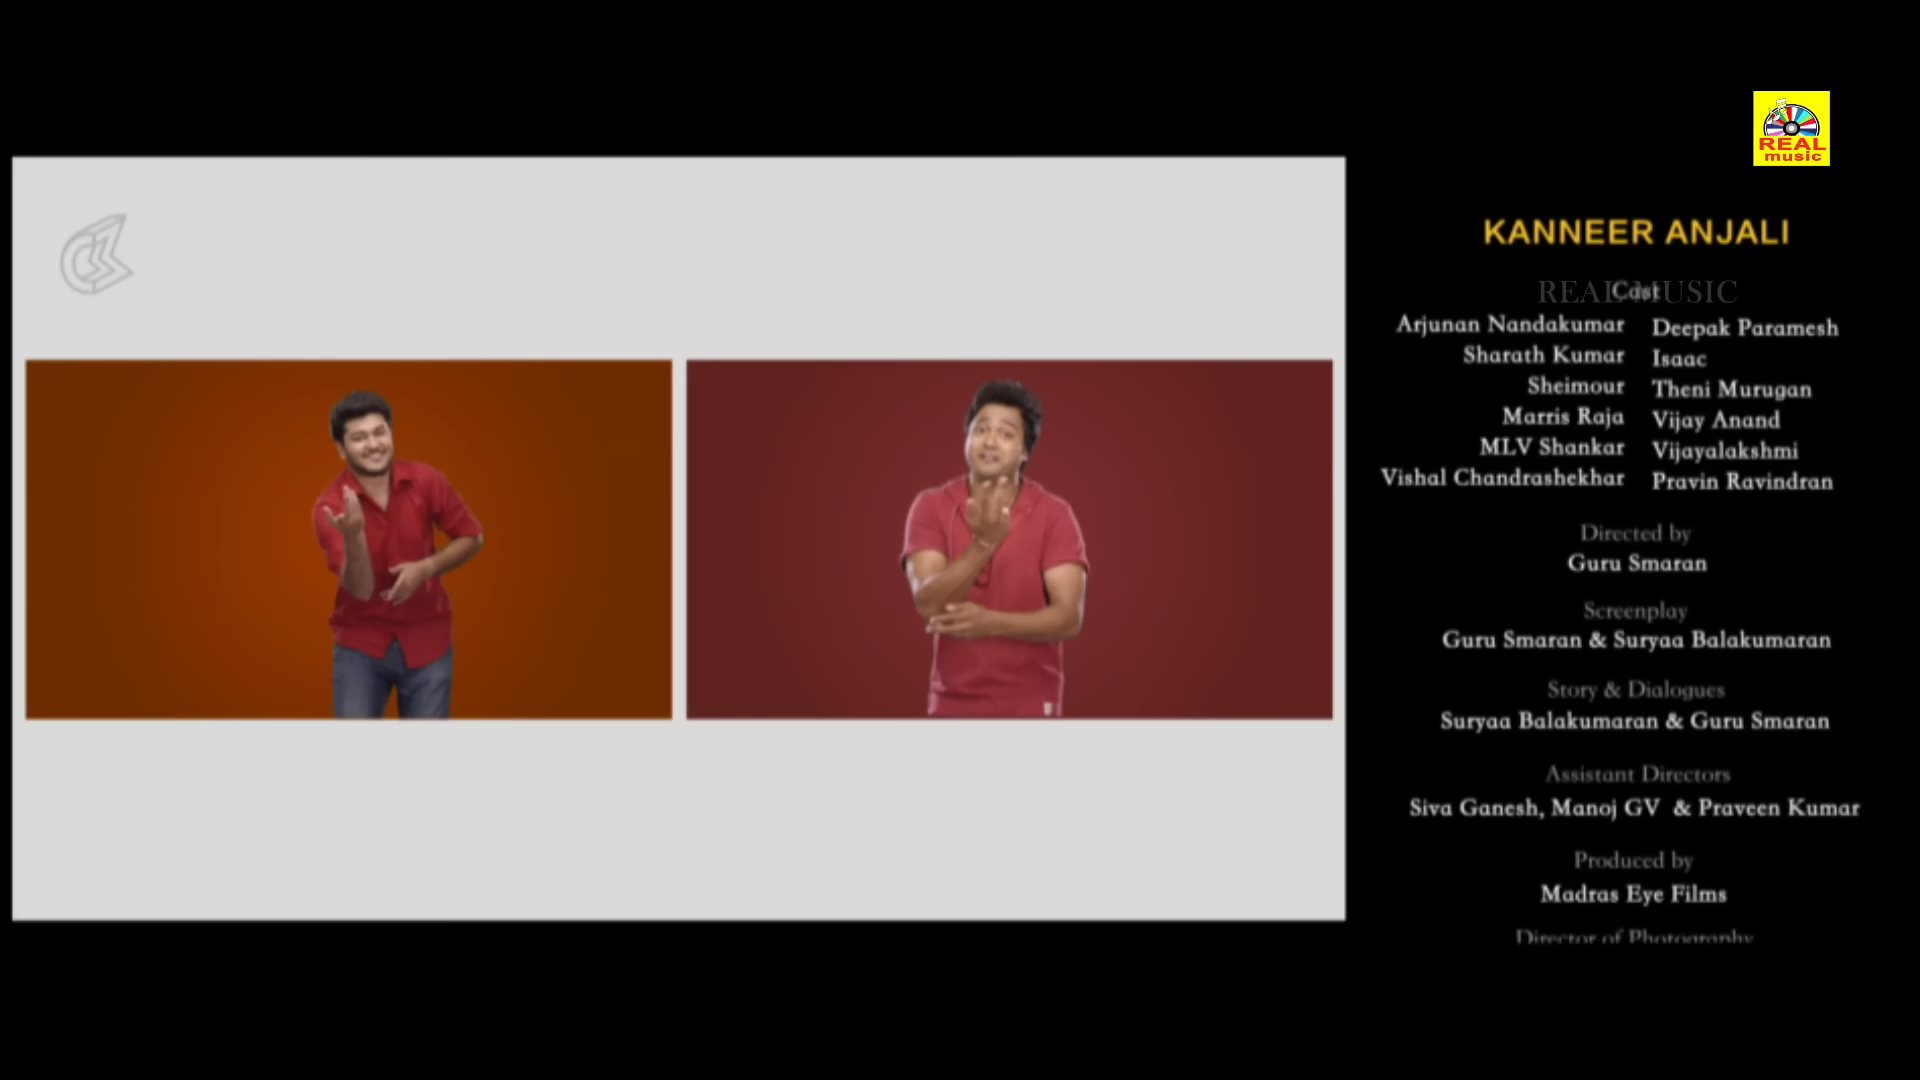 REAL
music
KANNEER ANJALI
REAL MUSIC
Cast
Arjunan Nandakumar Deepak Paramesh
Sharath Kumar Isaac
Sheimour Theni Murugan
Marris Raja Vijay Anand
MLV Shankar Vijayalakshmi
Vishal Chandrashekhar Pravin Ravindran
Directed by
Guru Smaran
Screenplay
Guru Smaran & Suryaa Balakumaran
Story & Dialogues
Suryaa Balakumaran & Guru Smaran
Assistant Directors
Siva Ganesh, Manoj GV & Praveen Kumar
Produced by
Madras Eye Films
Director of Photography